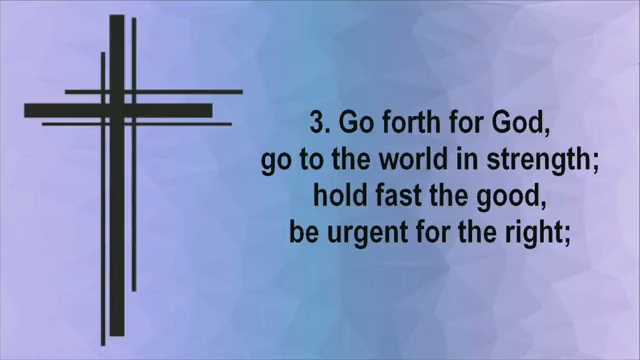 3. Go forth for God,
go to the world in strength;
hold fast the good,
be urgent for the right;